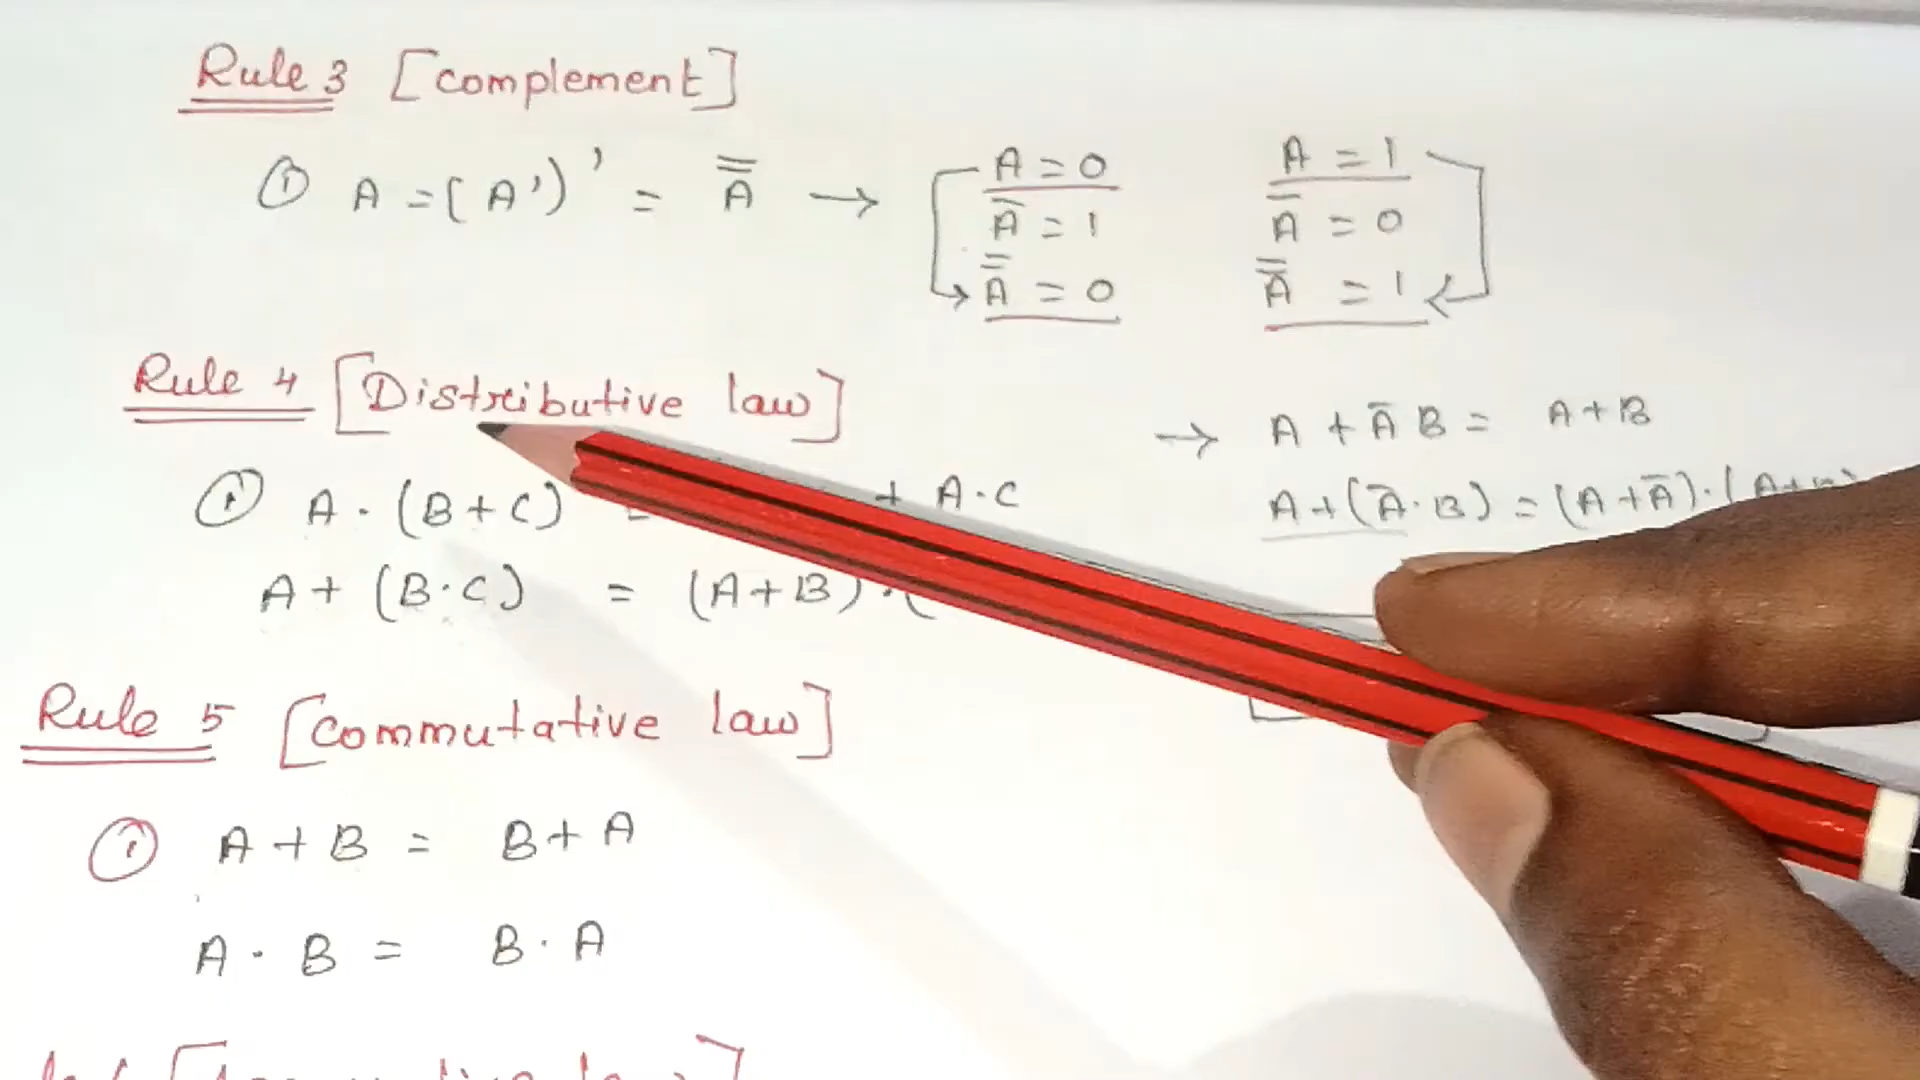 Rule 3 [complement]
① A = (A')' = A̿ →
A = 0
A̅ = 1
A̿ = 0
A = 1
A̅ = 0
A̿ = 1
Rule 4 [Distributive law]
① A · (B + C) = + A · C
A + (B · C) = (A + B) · (
→ A + A̅ B = A + B
A + (A̅ · B) = (A + A̅) · (A +
Rule 5 [Commutative law]
① A + B = B + A
A · B = B · A
law]